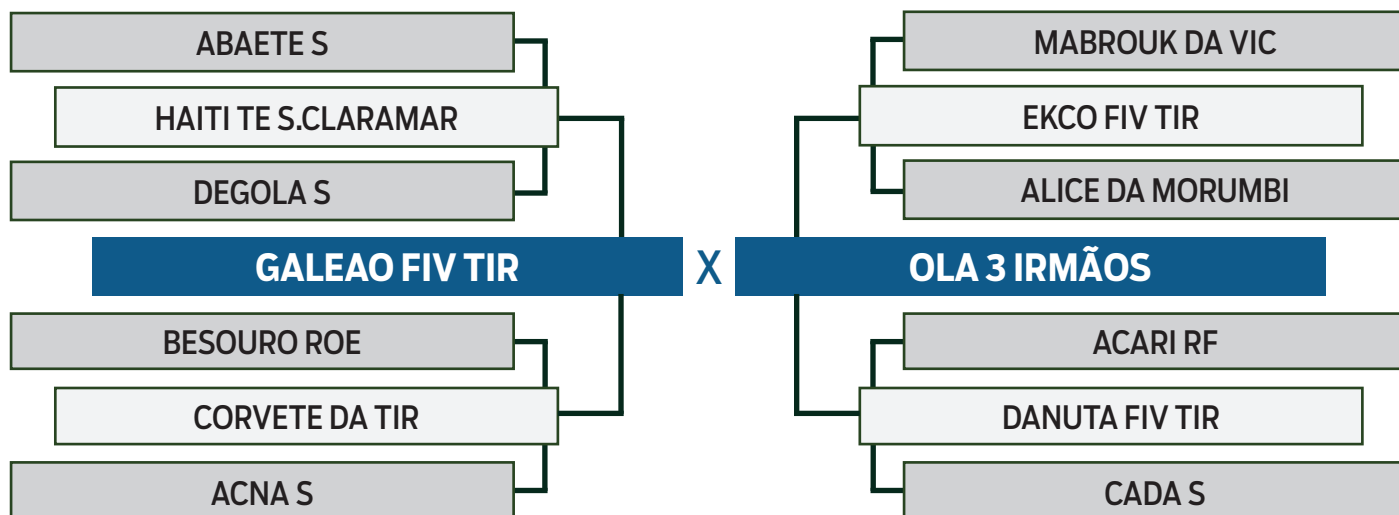 ABAETE S
HAITI TE S.CLARAMAR
DEGOLA S
GALEAO FIV TIR
BESOURO ROE
CORVETE DA TIR
ACNA S
X
MABROUK DA VIC
EKCO FIV TIR
ALICE DA MORUMBI
OLA 3 IRMÃOS
ACARI RF
DANUTA FIV TIR
CADA S